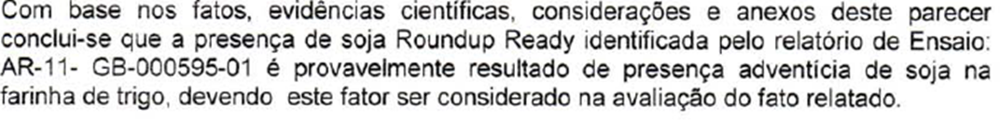 Com base nos fatos, evidências científicas, considerações e anexos deste parecer
conclui-se que a presença de soja Roundup Ready identificada pelo relatório de Ensaio:
AR-11- GB-000595-01 é provavelmente resultado de presença adventícia de soja na
farinha de trigo, devendo este fator ser considerado na avaliação do fato relatado.